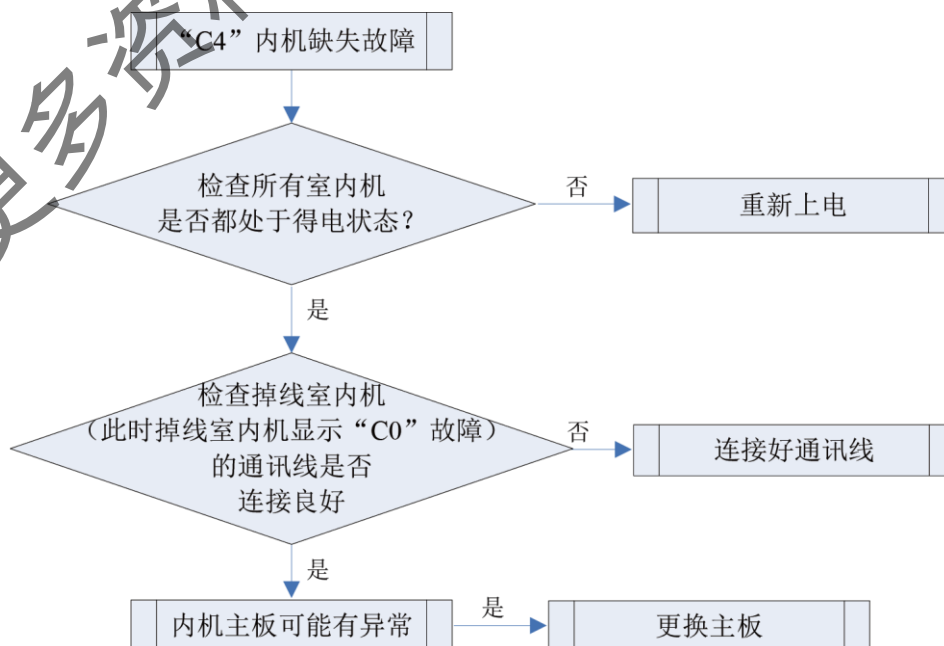 “C4”内机缺失故障
检查所有室内机
是否都处于得电状态？
否
重新上电
是
检查掉线室内机
（此时掉线室内机显示“C0”故障）
的通讯线是否
连接良好
否
连接好通讯线
是
内机主板可能有异常
是
更换主板
更多资